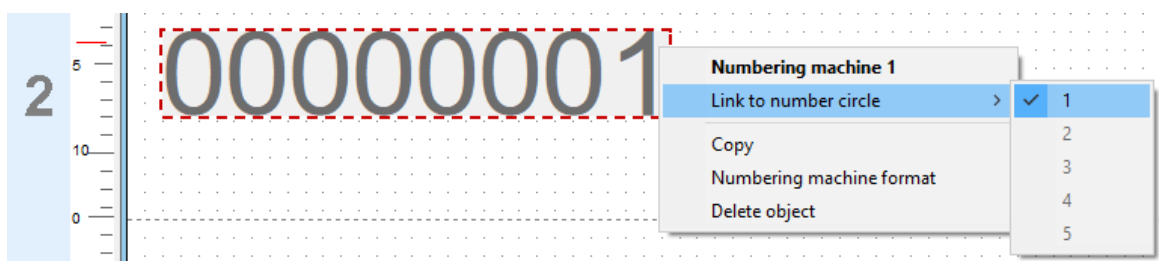 2
5
10
0
00000001
Numbering machine 1
Link to number circle >
Copy
Numbering machine format
Delete object
✓ 1
2
3
4
5